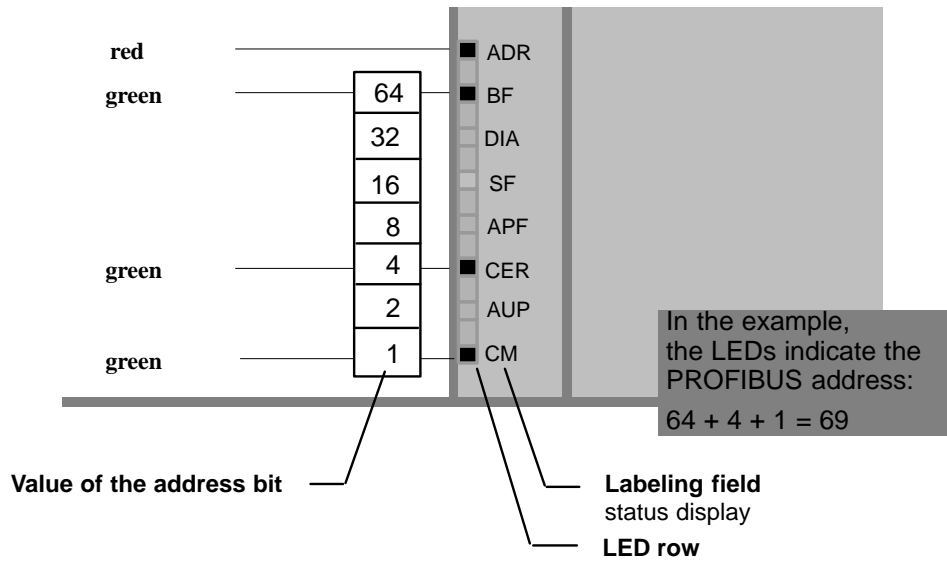 red
ADR
green
64
BF
32
DIA
16
SF
8
APF
green
4
CER
2
AUP
green
1
CM
In the example,
the LEDs indicate the
PROFIBUS address:
64 + 4 + 1 = 69
Value of the address bit
Labeling field
status display
LED row